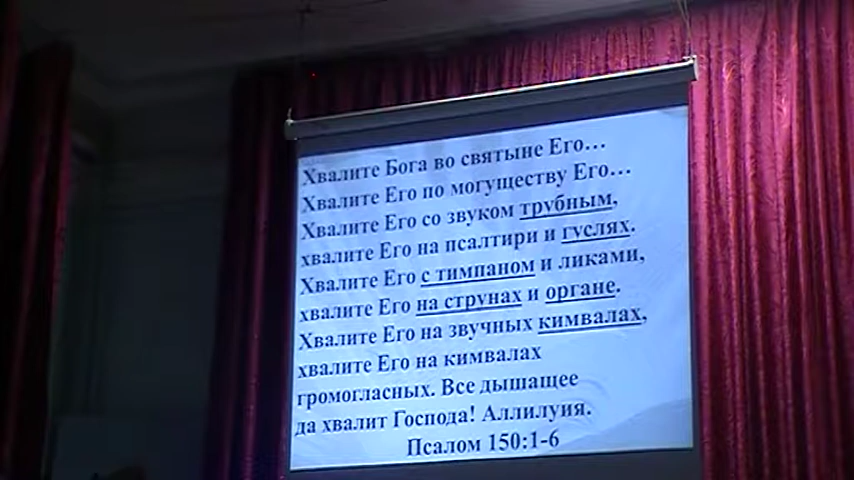 Хвалите Бога во святыне Его…
Хвалите Его по могуществу Его…
Хвалите Его со звуком трубным,
хвалите Его на псалтири и гуслях.
Хвалите Его с тимпаном и ликами,
хвалите Его на струнах и органе.
Хвалите Его на звучных кимвалах,
хвалите Его на кимвалах
громогласных. Все дышащее
да хвалит Господа! Аллилуия.
Псалом 150:1-6